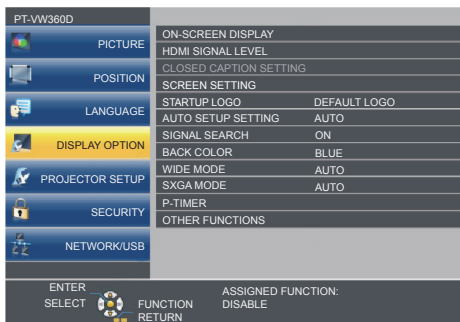 PT-VW360D
PICTURE
POSITION
LANGUAGE
DISPLAY OPTION
PROJECTOR SETUP
SECURITY
NETWORK/USB
ON-SCREEN DISPLAY
HDMI SIGNAL LEVEL
CLOSED CAPTION SETTING
SCREEN SETTING
STARTUP LOGO DEFAULT LOGO
AUTO SETUP SETTING AUTO
SIGNAL SEARCH ON
BACK COLOR BLUE
WIDE MODE AUTO
SXGA MODE AUTO
P-TIMER
OTHER FUNCTIONS
ENTER
SELECT
FUNCTION
RETURN
ASSIGNED FUNCTION:
DISABLE